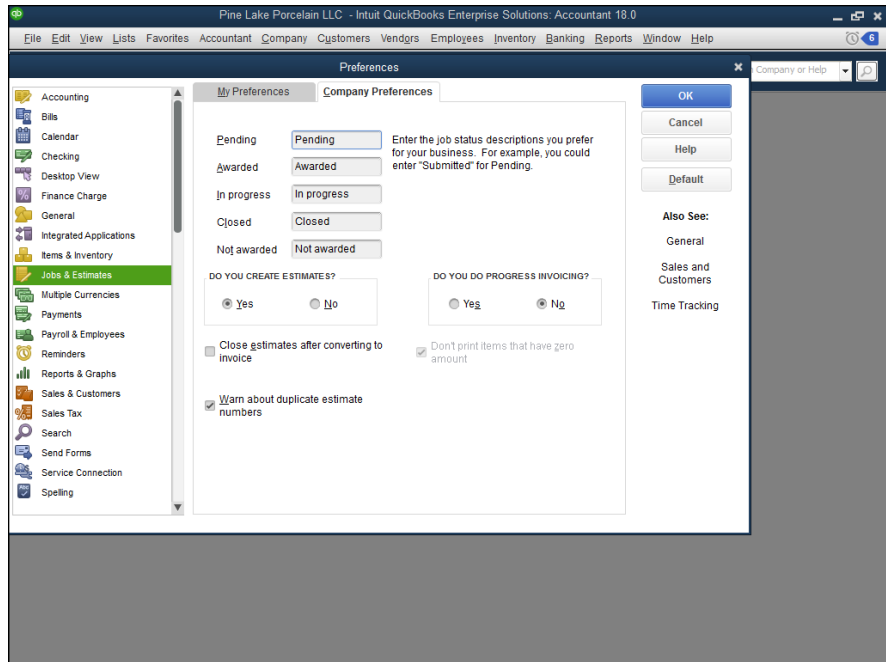 qb
Pine Lake Porcelain LLC - Intuit QuickBooks Enterprise Solutions: Accountant 18.0
File Edit View Lists Favorites Accountant Company Customers Vendors Employees Inventory Banking Reports Window Help
6
Preferences
Company or Help
Accounting
Bills
Calendar
Checking
Desktop View
Finance Charge
General
Integrated Applications
Items & Inventory
Jobs & Estimates
Multiple Currencies
Payments
Payroll & Employees
Reminders
Reports & Graphs
Sales & Customers
Sales Tax
Search
Send Forms
Service Connection
Spelling
My Preferences
Company Preferences
Pending Pending
Awarded Awarded
In progress In progress
Closed Closed
Not awarded Not awarded
Enter the job status descriptions you prefer
for your business. For example, you could
enter "Submitted" for Pending.
DO YOU CREATE ESTIMATES?
Yes No
DO YOU DO PROGRESS INVOICING?
Yes No
Close estimates after converting to
invoice
Don't print items that have zero
amount
Warn about duplicate estimate
numbers
OK
Cancel
Help
Default
Also See:
General
Sales and
Customers
Time Tracking